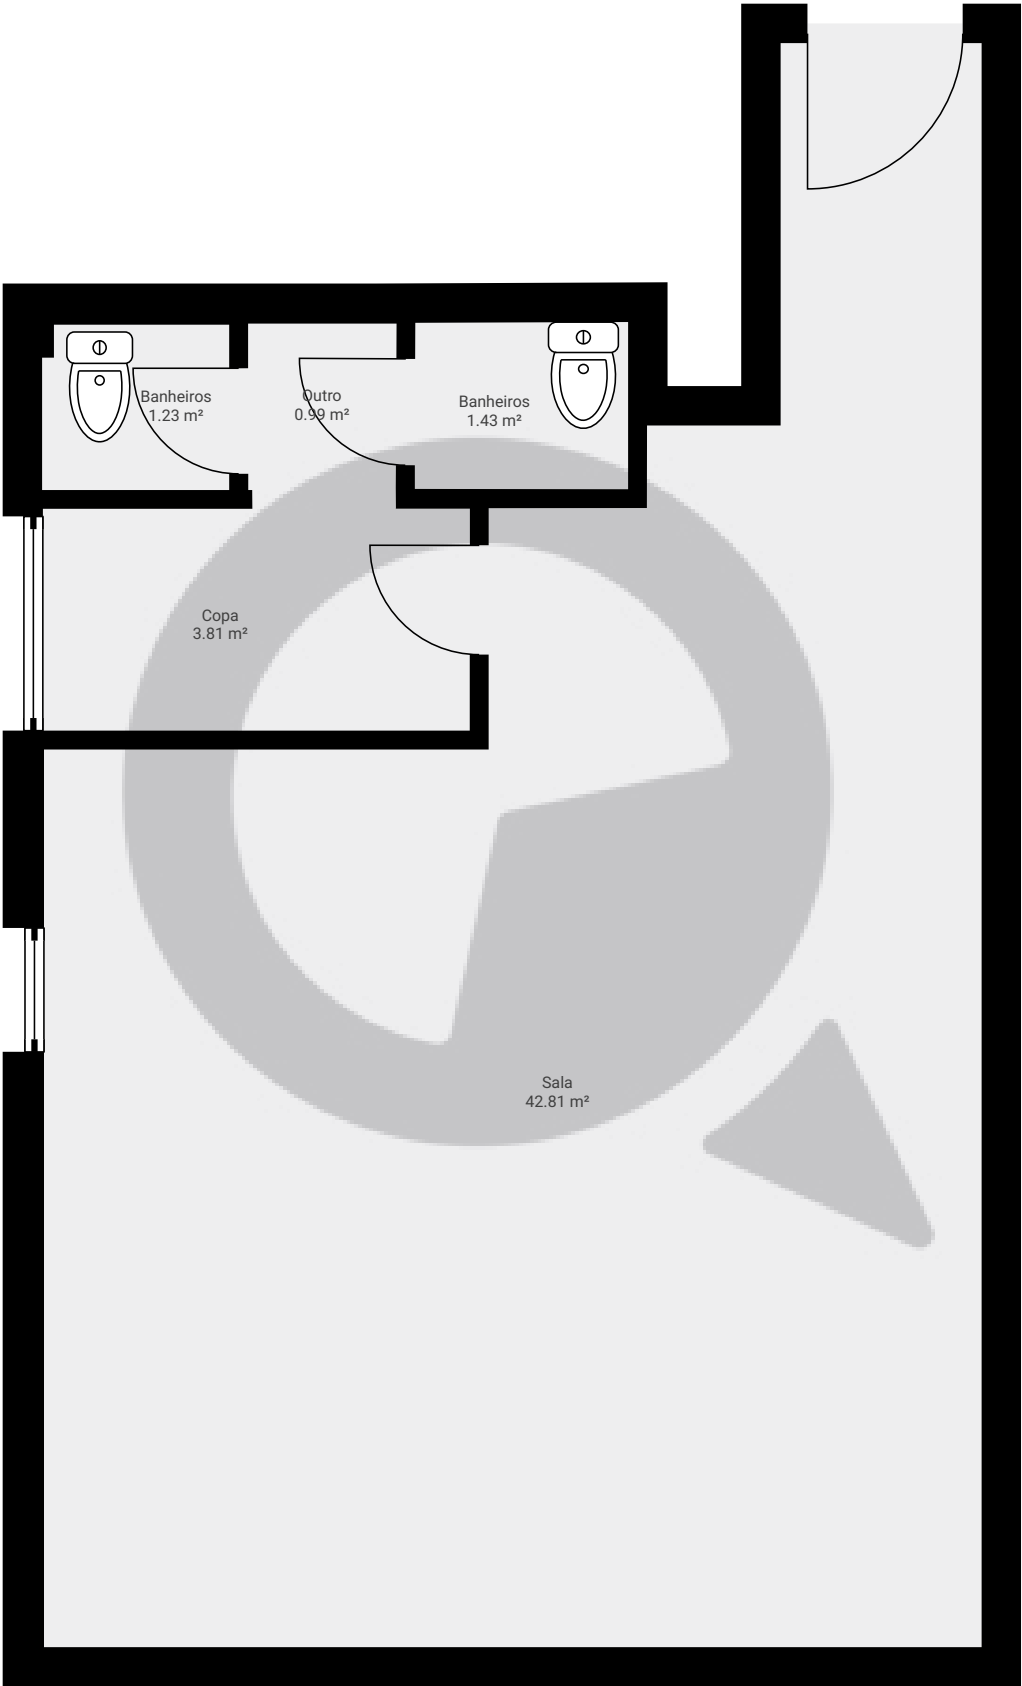 Banheiros
1.23 m²
Outro
0.99 m²
Banheiros
1.43 m²
Copa
3.81 m²
Sala
42.81 m²